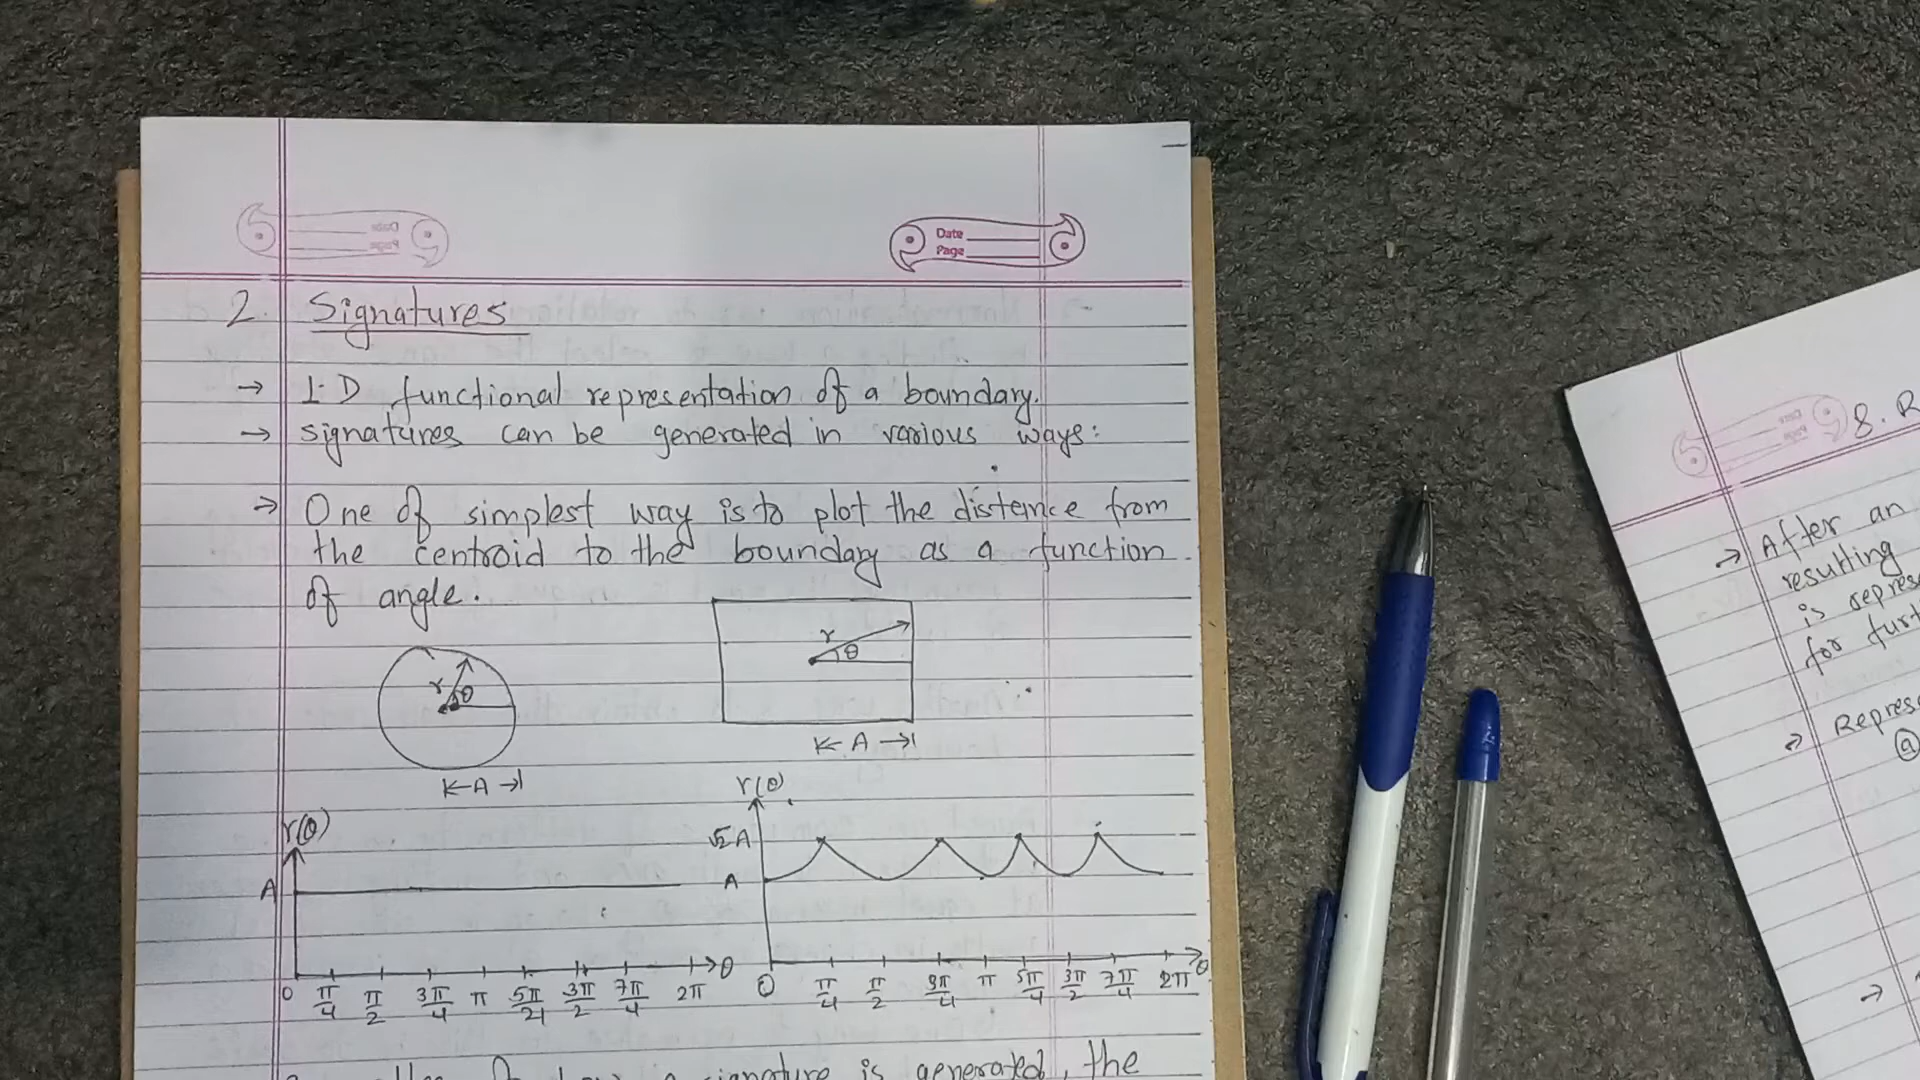 Date
Page
2. Signatures
→ 1-D functional representation of a boundary.
→ signatures can be generated in various ways:
→ One of simplest way is to plot the distance from
the centroid to the boundary as a function
of angle.
r θ
r θ
K A →|
K A →|
r(θ)
A
0 π/4 π/2 3π/4 π 5π/4 3π/2 7π/4 2π θ
r(θ)
√2 A
A
0 π/4 π/2 3π/4 π 5π/4 3π/2 7π/4 2π θ
signature is generated, the
8. R
→ After an
resulting
is repres
for furt
→ Repres
(a)
→